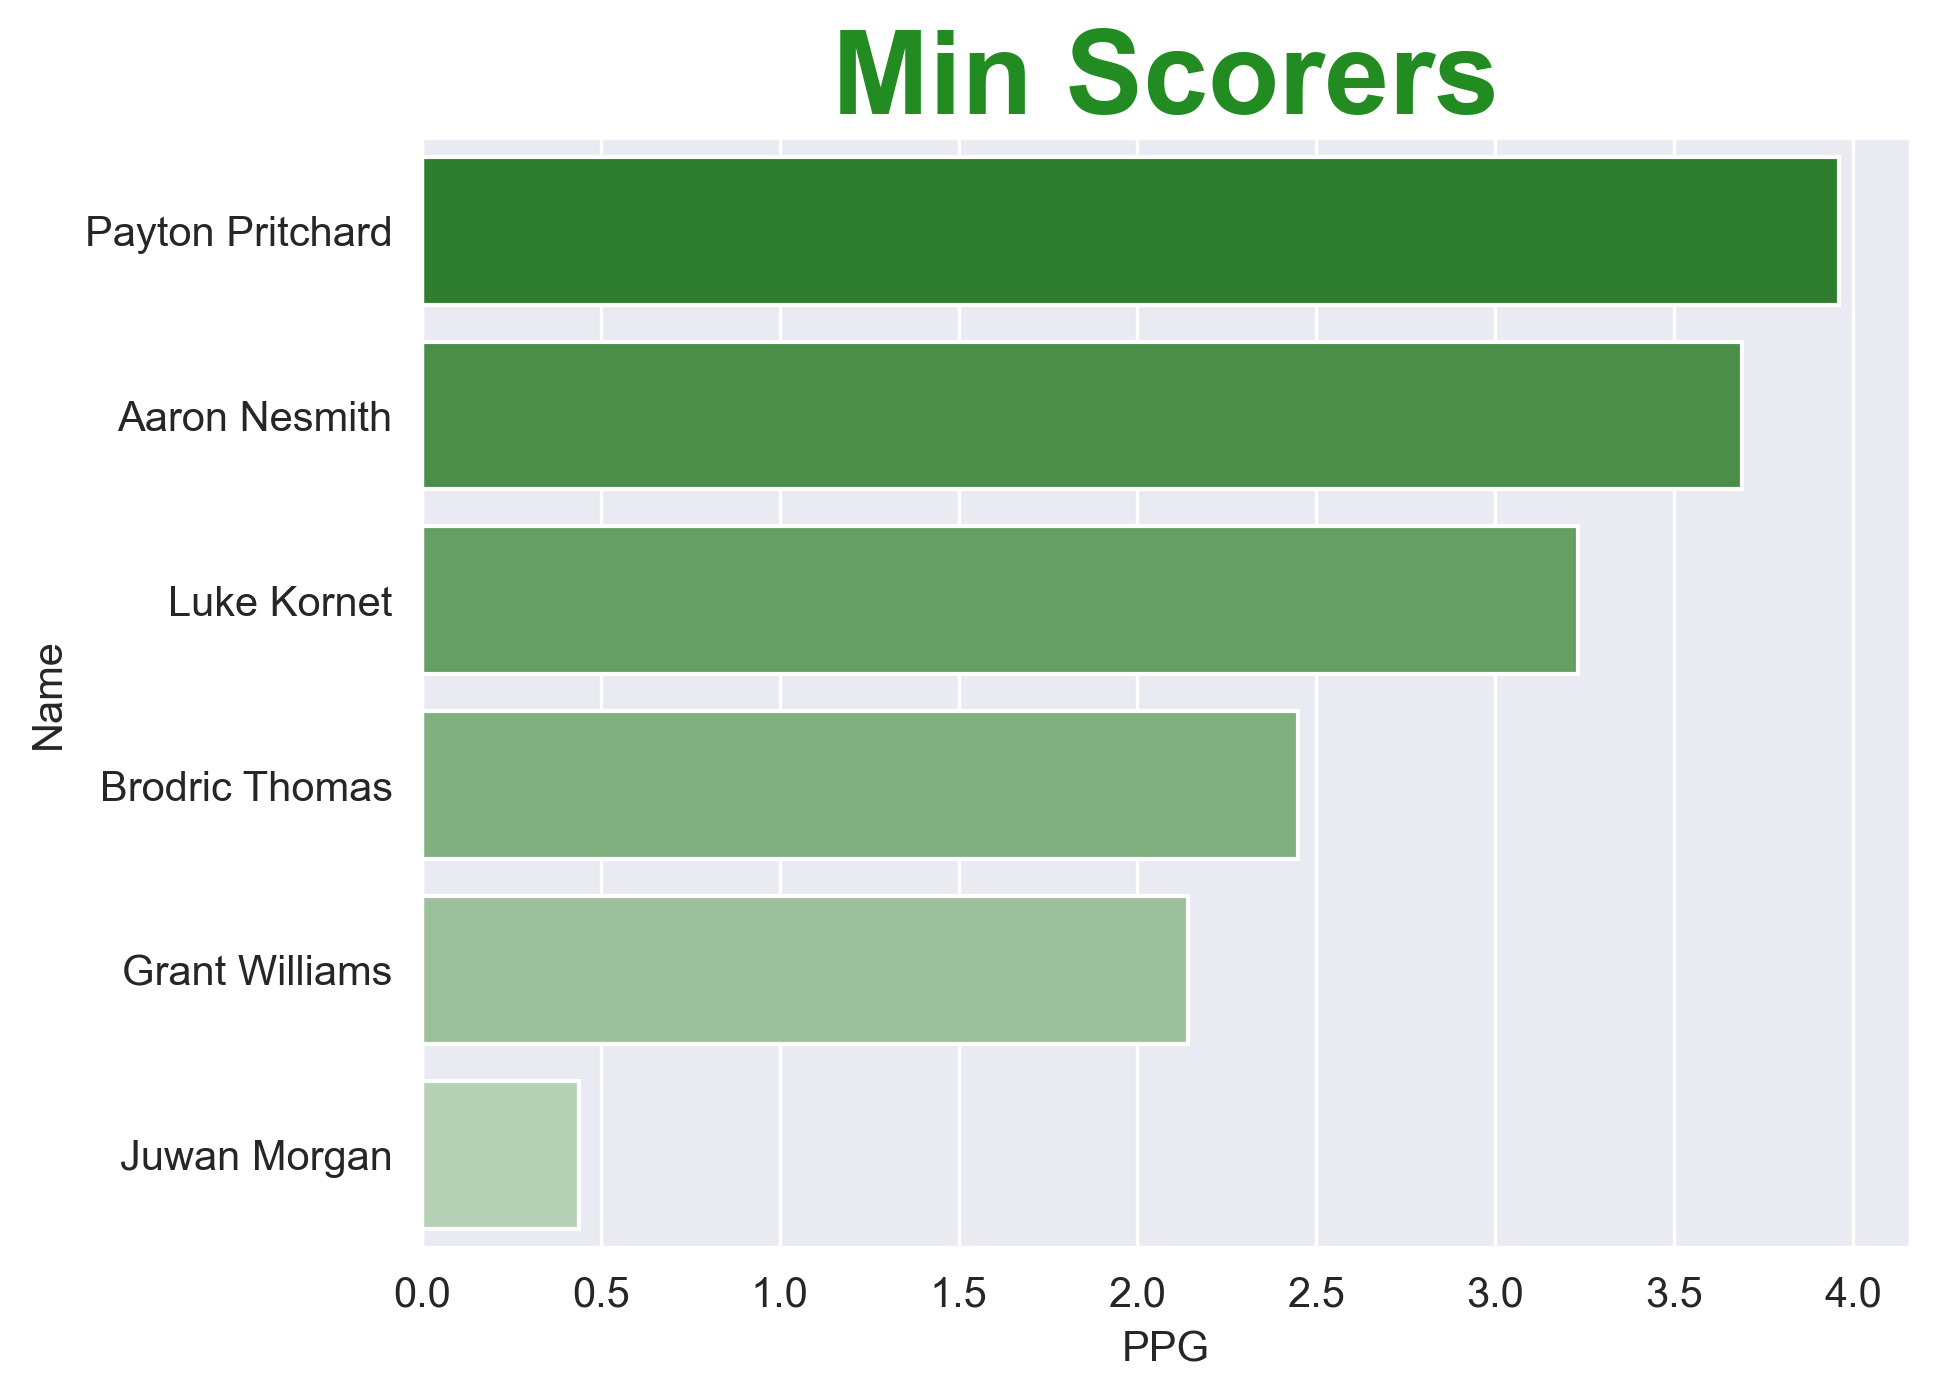 Min Scorers
Payton Pritchard
Aaron Nesmith
Luke Kornet
Brodric Thomas
Grant Williams
Juwan Morgan
Name
0.0 0.5 1.0 1.5 2.0 2.5 3.0 3.5 4.0
PPG